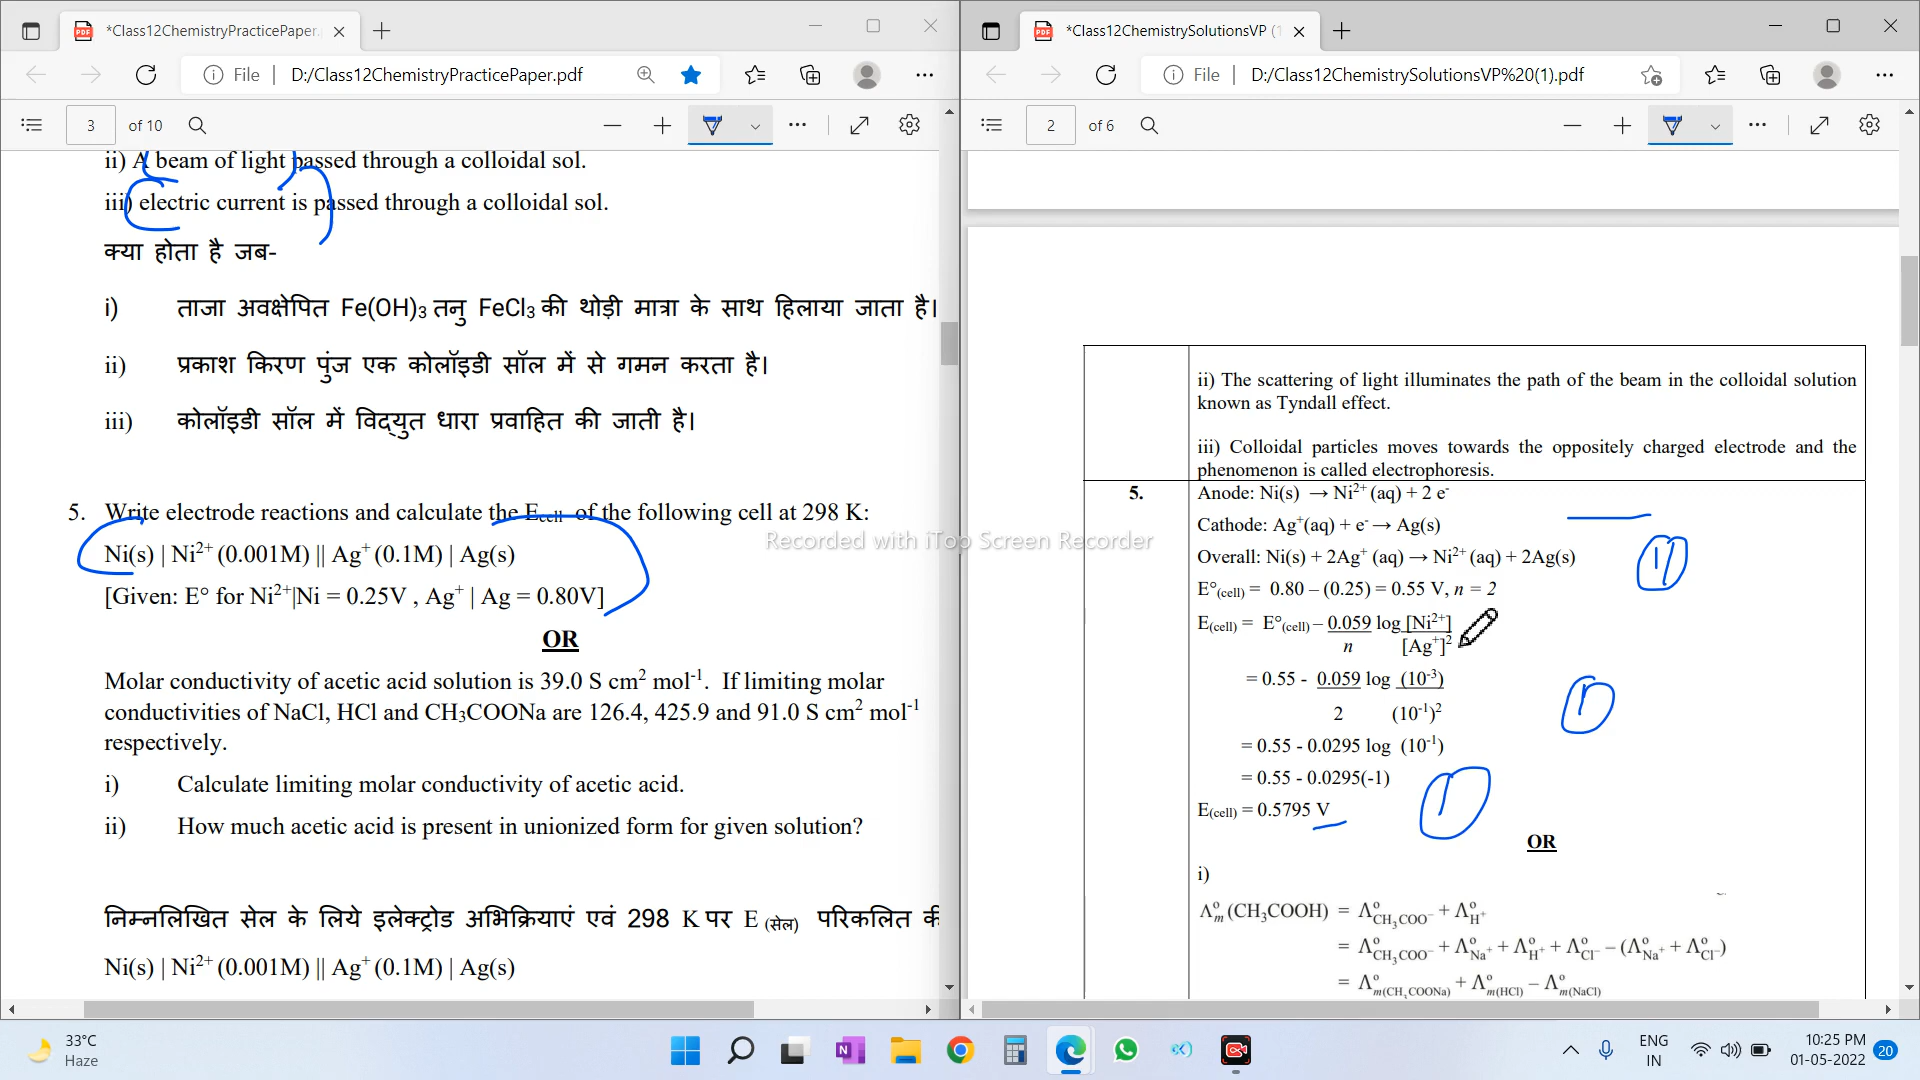 *Class12ChemistryPracticePaper.
File D:/Class12ChemistryPracticePaper.pdf
3 of 10
ii) A beam of light passed through a colloidal sol.
iii) electric current is passed through a colloidal sol.
क्या होता है जब-
i) ताजा अवक्षेपित Fe(OH)₃ तनु FeCl₃ की थोड़ी मात्रा के साथ हिलाया जाता है।
ii) प्रकाश किरण पुंज एक कोलॉइडी सॉल में से गमन करता है।
iii) कोलॉइडी सॉल में विद्युत धारा प्रवाहित की जाती है।
5. Write electrode reactions and calculate the Ecell of the following cell at 298 K:
Ni(s) | Ni²⁺ (0.001M) || Ag⁺ (0.1M) | Ag(s)
[Given: E° for Ni²⁺|Ni = 0.25V , Ag⁺ | Ag = 0.80V]
OR
Molar conductivity of acetic acid solution is 39.0 S cm² mol⁻¹. If limiting molar
conductivities of NaCl, HCl and CH₃COONa are 126.4, 425.9 and 91.0 S cm² mol⁻¹
respectively.
i) Calculate limiting molar conductivity of acetic acid.
ii) How much acetic acid is present in unionized form for given solution?
निम्नलिखित सेल के लिये इलेक्ट्रोड अभिक्रियाएं एवं 298 K पर E (सेल) परिकलित
Ni(s) | Ni²⁺ (0.001M) || Ag⁺ (0.1M) | Ag(s)
*Class12ChemistrySolutionsVP (1
File D:/Class12ChemistrySolutionsVP%20(1).pdf
2 of 6
ii) The scattering of light illuminates the path of the beam in the colloidal solution
known as Tyndall effect.
iii) Colloidal particles moves towards the oppositely charged electrode and the
phenomenon is called electrophoresis.
5. Anode: Ni(s) → Ni²⁺ (aq) + 2 e⁻
Cathode: Ag⁺(aq) + e⁻ → Ag(s)
Overall: Ni(s) + 2Ag⁺ (aq) → Ni²⁺ (aq) + 2Ag(s)
E°(cell) = 0.80 – (0.25) = 0.55 V, n = 2
E(cell) = E°(cell) – 0.059 log [Ni²⁺]
n [Ag⁺]²
= 0.55 - 0.059 log (10⁻³)
2 (10⁻¹)²
= 0.55 - 0.0295 log (10⁻¹)
= 0.55 - 0.0295(-1)
E(cell) = 0.5795 V
OR
i)
Λ°m(CH₃COOH) = Λ°CH₃COO⁻ + Λ°H⁺
= Λ°CH₃COO⁻ + Λ°Na⁺ + Λ°H⁺ + Λ°Cl⁻ – (Λ°Na⁺ + Λ°Cl⁻)
= Λ°m(CH₃COONa) + Λ°m(HCl) – Λ°m(NaCl)
Recorded with iTop Screen Recorder
33°C
Haze
ENG
IN
10:25 PM
01-05-2022
20